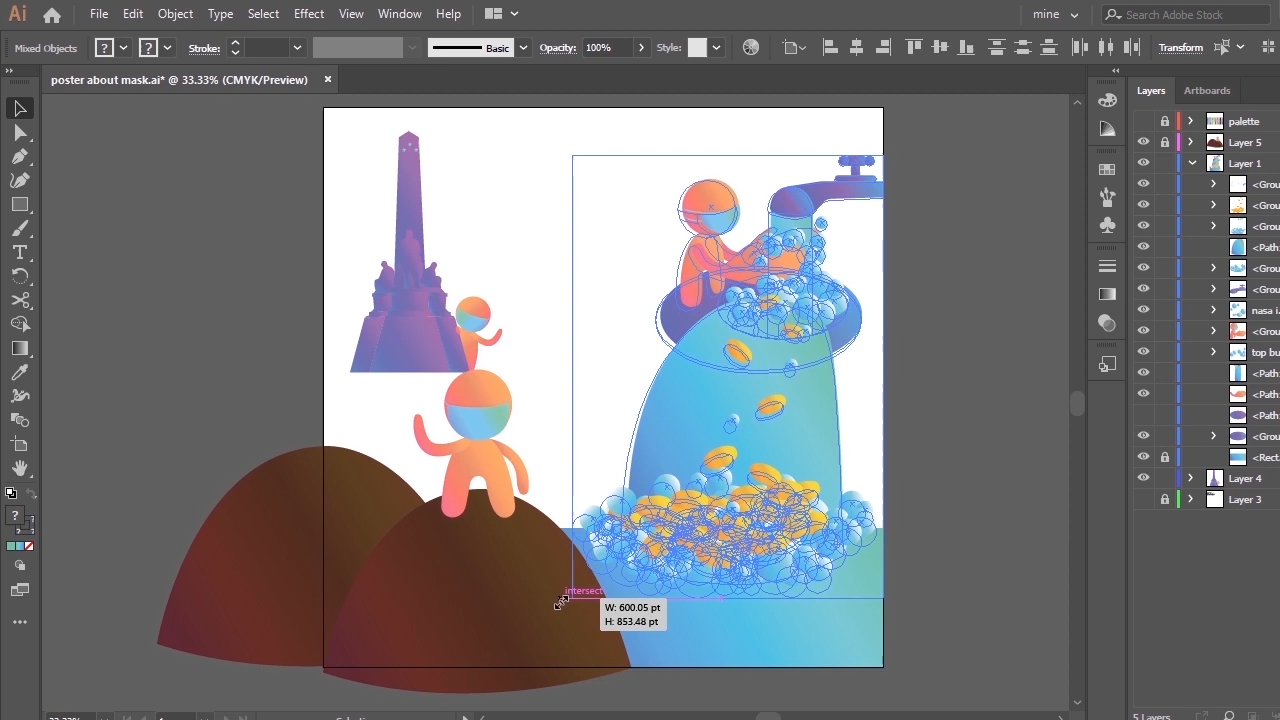 Ai File Edit Object Type Select Effect View Window Help mine Search Adobe Stock
Mixed Objects ? ? Stroke: Basic Opacity: 100% Style: Transform
poster about mask.ai* @ 33.33% (CMYK/Preview) ×
Layers Artboards
palette
Layer 5
Layer 1
<Grou
<Grou
<Grou
<Path
<Grou
<Grou
nasa i.
<Grou
top bu
<Path
<Path
<Path
<Grou
<Rect.
Layer 4
Layer 3
intersect
W: 600.05 pt
H: 853.48 pt
?
5 Layers